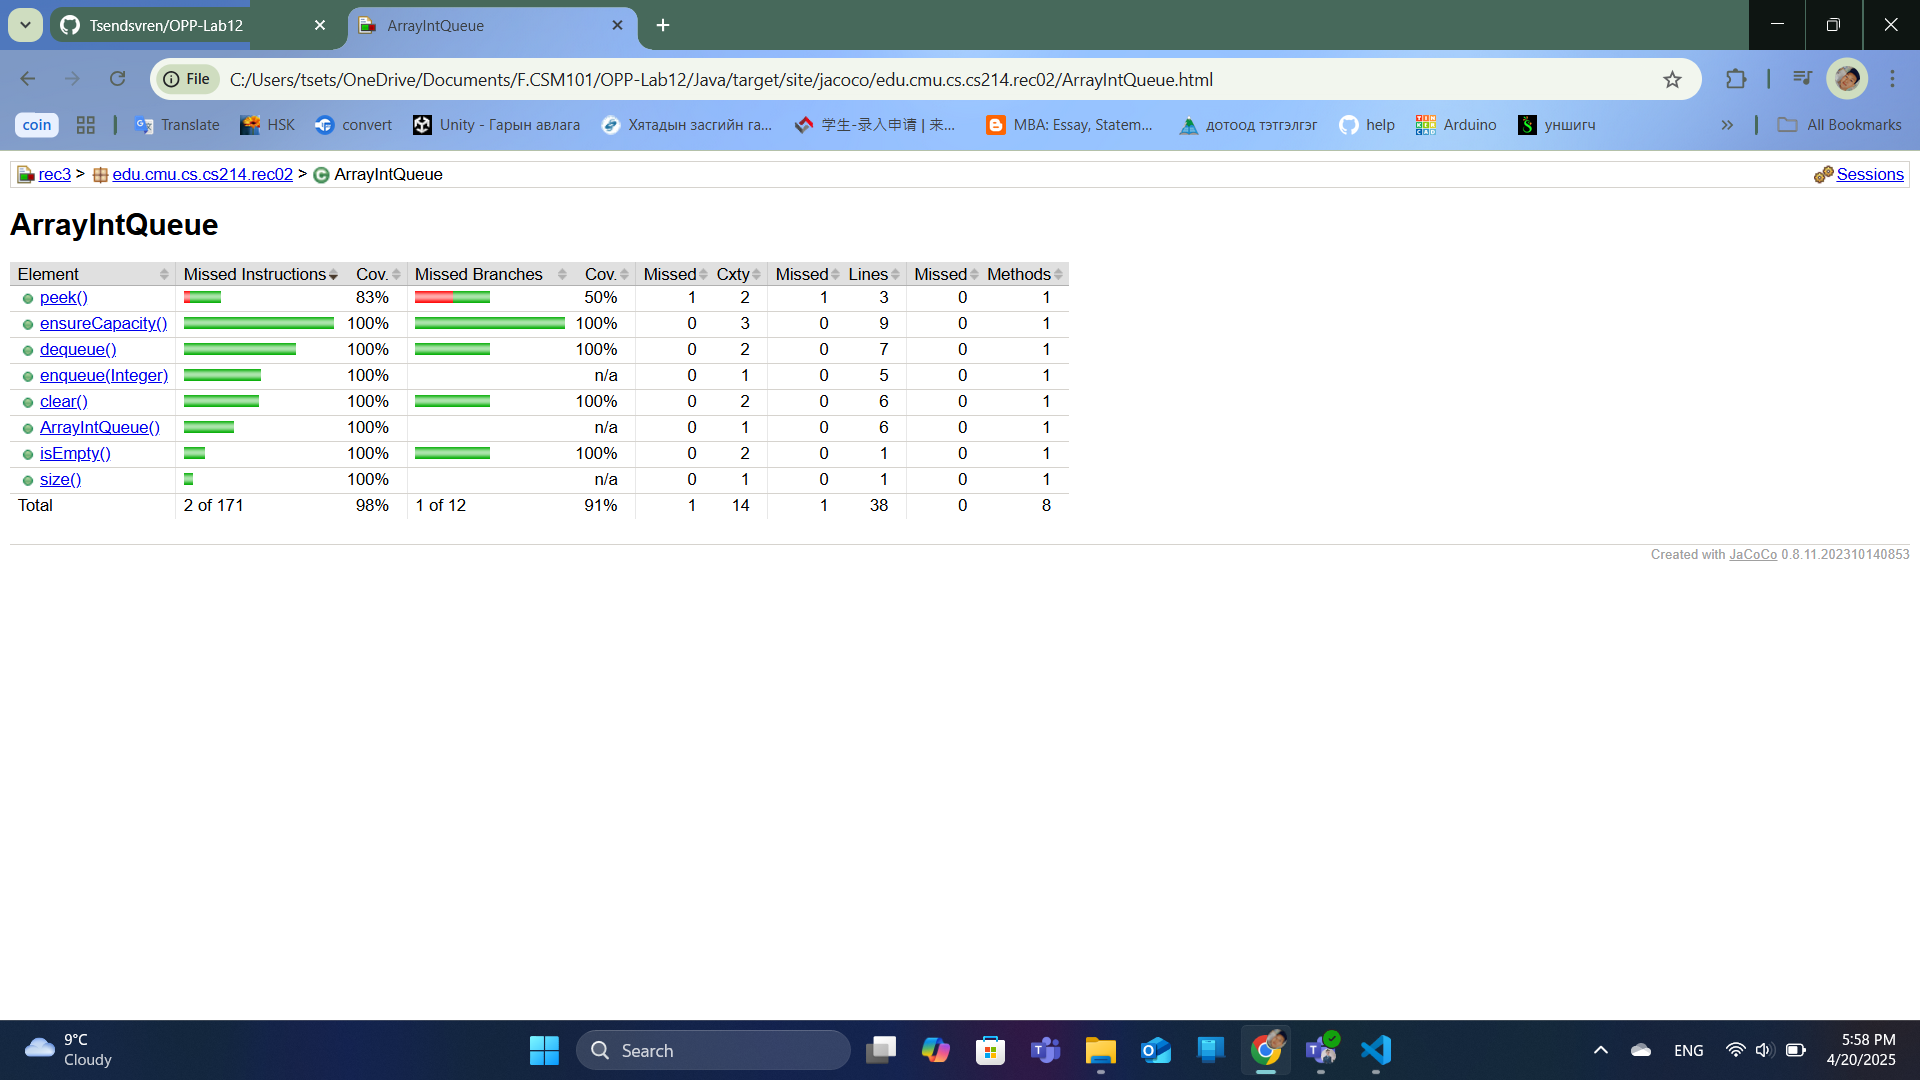 Tsendsvren/OPP-Lab12
ArrayIntQueue
File
C:/Users/tsets/OneDrive/Documents/F.CSM101/OPP-Lab12/Java/target/site/jacoco/edu.cmu.cs.cs214.rec02/ArrayIntQueue.html
coin Translate HSK convert Unity - Гарын авлага Хятадын засгийн га... 学生-录入申请 | 来... MBA: Essay, Statem... дотоод тэтгэлгэг help Arduino уншигч » All Bookmarks
rec3 > edu.cmu.cs.cs214.rec02 > ArrayIntQueue Sessions
ArrayIntQueue
Element Missed Instructions Cov. Missed Branches Cov. Missed Cxty Missed Lines Missed Methods
peek() 83% 50% 1 2 1 3 0 1
ensureCapacity() 100% 100% 0 3 0 9 0 1
dequeue() 100% 100% 0 2 0 7 0 1
enqueue(Integer) 100% n/a 0 1 0 5 0 1
clear() 100% 100% 0 2 0 6 0 1
ArrayIntQueue() 100% n/a 0 1 0 6 0 1
isEmpty() 100% 100% 0 2 0 1 0 1
size() 100% n/a 0 1 0 1 0 1
Total 2 of 171 98% 1 of 12 91% 1 14 1 38 0 8
Created with JaCoCo 0.8.11.202310140853
9°C
Cloudy
Search
ENG
5:58 PM
4/20/2025